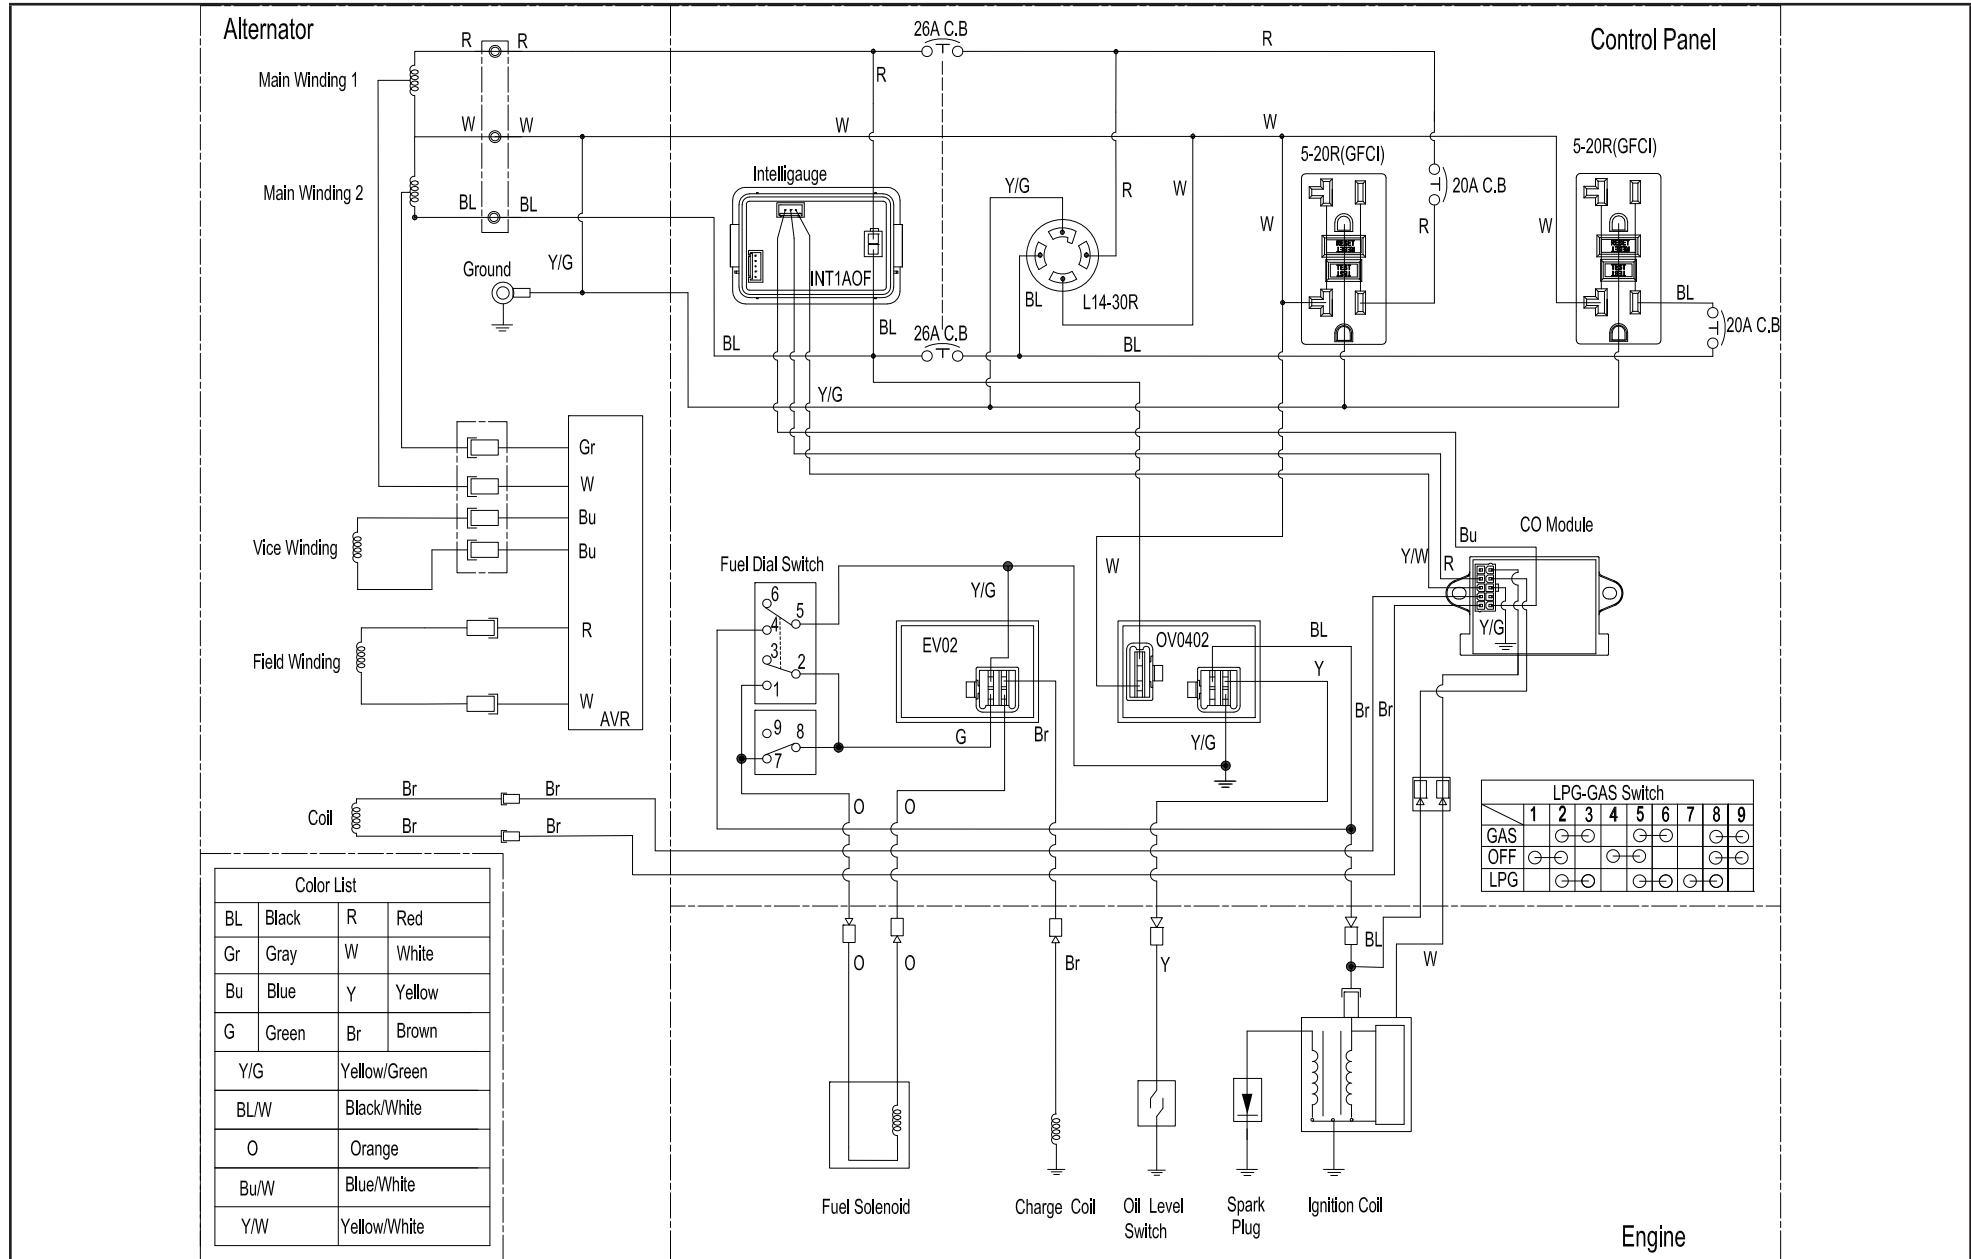 Alternator
Control Panel
26A C.B
R
R
R
R
Main Winding 1
W
W
W
W
5-20R(GFCI)
5-20R(GFCI)
Intelligauge
Y/G
R
W
20A C.B
Main Winding 2
BL
BL
W
R
W
RESET
TEST
RESET
TEST
Ground
Y/G
INT1AOF
BL
L14-30R
BL
20A C.B
BL
BL
26A C.B
BL
Y/G
Gr
W
Bu
Bu
R
W
AVR
Vice Winding
Field Winding
CO Module
Bu
Y/W
R
Y/G
Fuel Dial Switch
6
5
4
3
2
1
9
8
7
Y/G
EV02
G
Br
W
OV0402
BL
Y
Y/G
Br
Br
Coil
Br
Br
Br
Br
O
O
LPG-GAS Switch
1 2 3 4 5 6 7 8 9
GAS
OFF
LPG
Color List
BL Black R Red
Gr Gray W White
Bu Blue Y Yellow
G Green Br Brown
Y/G Yellow/Green
BL/W Black/White
O Orange
Bu/W Blue/White
Y/W Yellow/White
O
O
Br
Y
BL
W
Fuel Solenoid
Charge Coil
Oil Level
Switch
Spark
Plug
Ignition Coil
Engine